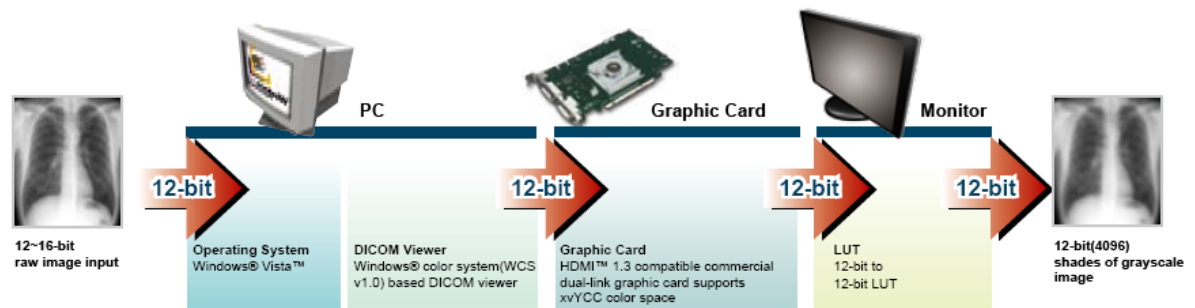 PC
Graphic Card
Monitor
12-bit
12-bit
12-bit
12-bit
12~16-bit
raw image input
Operating System
Windows® Vista™
DICOM Viewer
Windows® color system(WCS
v1.0) based DICOM viewer
Graphic Card
HDMI™ 1.3 compatible commercial
dual-link graphic card supports
xvYCC color space
LUT
12-bit to
12-bit LUT
12-bit(4096)
shades of grayscale
image